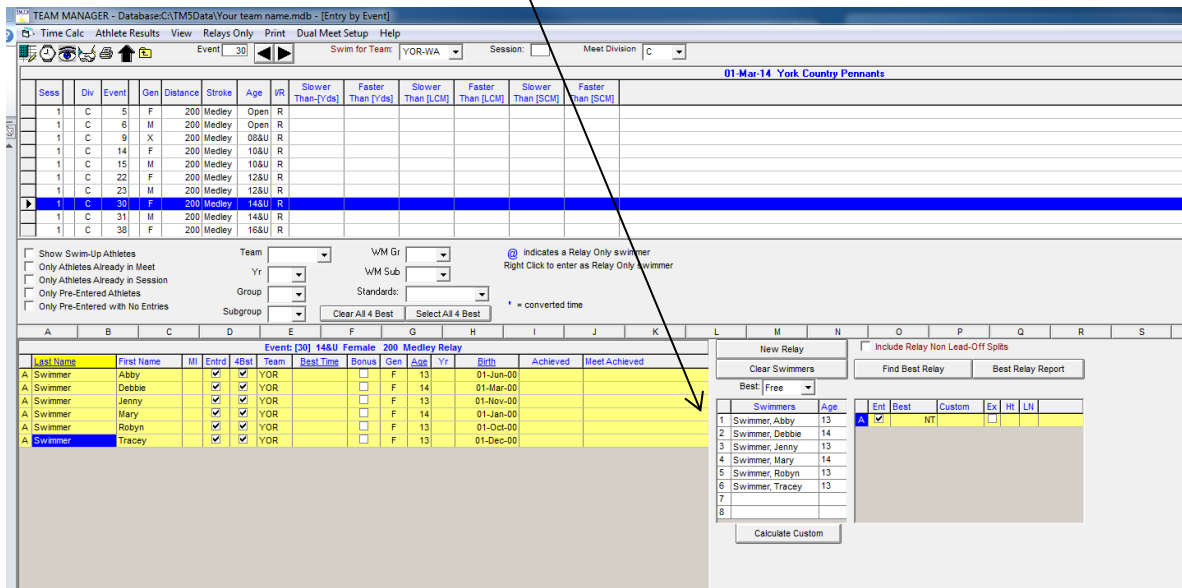 TEAM MANAGER - Database:C:\TM5Data\Your team name.mdb - [Entry by Event]
Time Calc Athlete Results View Relays Only Print Dual Meet Setup Help
Event 30 Swim for Team: YOR-WA Session: Meet Division C
01-Mar-14 York Country Pennants
Sess Div Event Gen Distance Stroke Age I/R Slower Than-[Yds] Faster Than [Yds] Slower Than [LCM] Faster Than [LCM] Slower Than [SCM] Faster Than [SCM]
1 C 5 F 200 Medley Open R
1 C 6 M 200 Medley Open R
1 C 9 X 200 Medley 08&U R
1 C 14 F 200 Medley 10&U R
1 C 15 M 200 Medley 10&U R
1 C 22 F 200 Medley 12&U R
1 C 23 M 200 Medley 12&U R
1 C 30 F 200 Medley 14&U R
1 C 31 M 200 Medley 14&U R
1 C 38 F 200 Medley 16&U R
Show Swim-Up Athletes Team WM Gr @ indicates a Relay Only swimmer
Only Athletes Already in Meet Right Click to enter as Relay Only swimmer
Only Athletes Already in Session Yr WM Sub
Only Pre-Entered Athletes Group Standards:
Only Pre-Entered with No Entries Subgroup Clear All 4 Best Select All 4 Best * = converted time
A B C D E F G H I J K L M N O P Q R S
Event: [30] 14&U Female 200 Medley Relay
Last Name First Name MI Entrd 4Bst Team Best Time Bonus Gen Age Yr Birth Achieved Meet Achieved
A Swimmer Abby YOR F 13 01-Jun-00
A Swimmer Debbie YOR F 14 01-Mar-00
A Swimmer Jenny YOR F 13 01-Nov-00
A Swimmer Mary YOR F 14 01-Jan-00
A Swimmer Robyn YOR F 13 01-Oct-00
A Swimmer Tracey YOR F 13 01-Dec-00
New Relay Include Relay Non Lead-Off Splits
Clear Swimmers Find Best Relay Best Relay Report
Best: Free
Swimmers Age Ent Best Custom Ex Ht LN
1 Swimmer, Abby 13 A NT
2 Swimmer, Debbie 14
3 Swimmer, Jenny 13
4 Swimmer, Mary 14
5 Swimmer, Robyn 13
6 Swimmer, Tracey 13
7
8
Calculate Custom